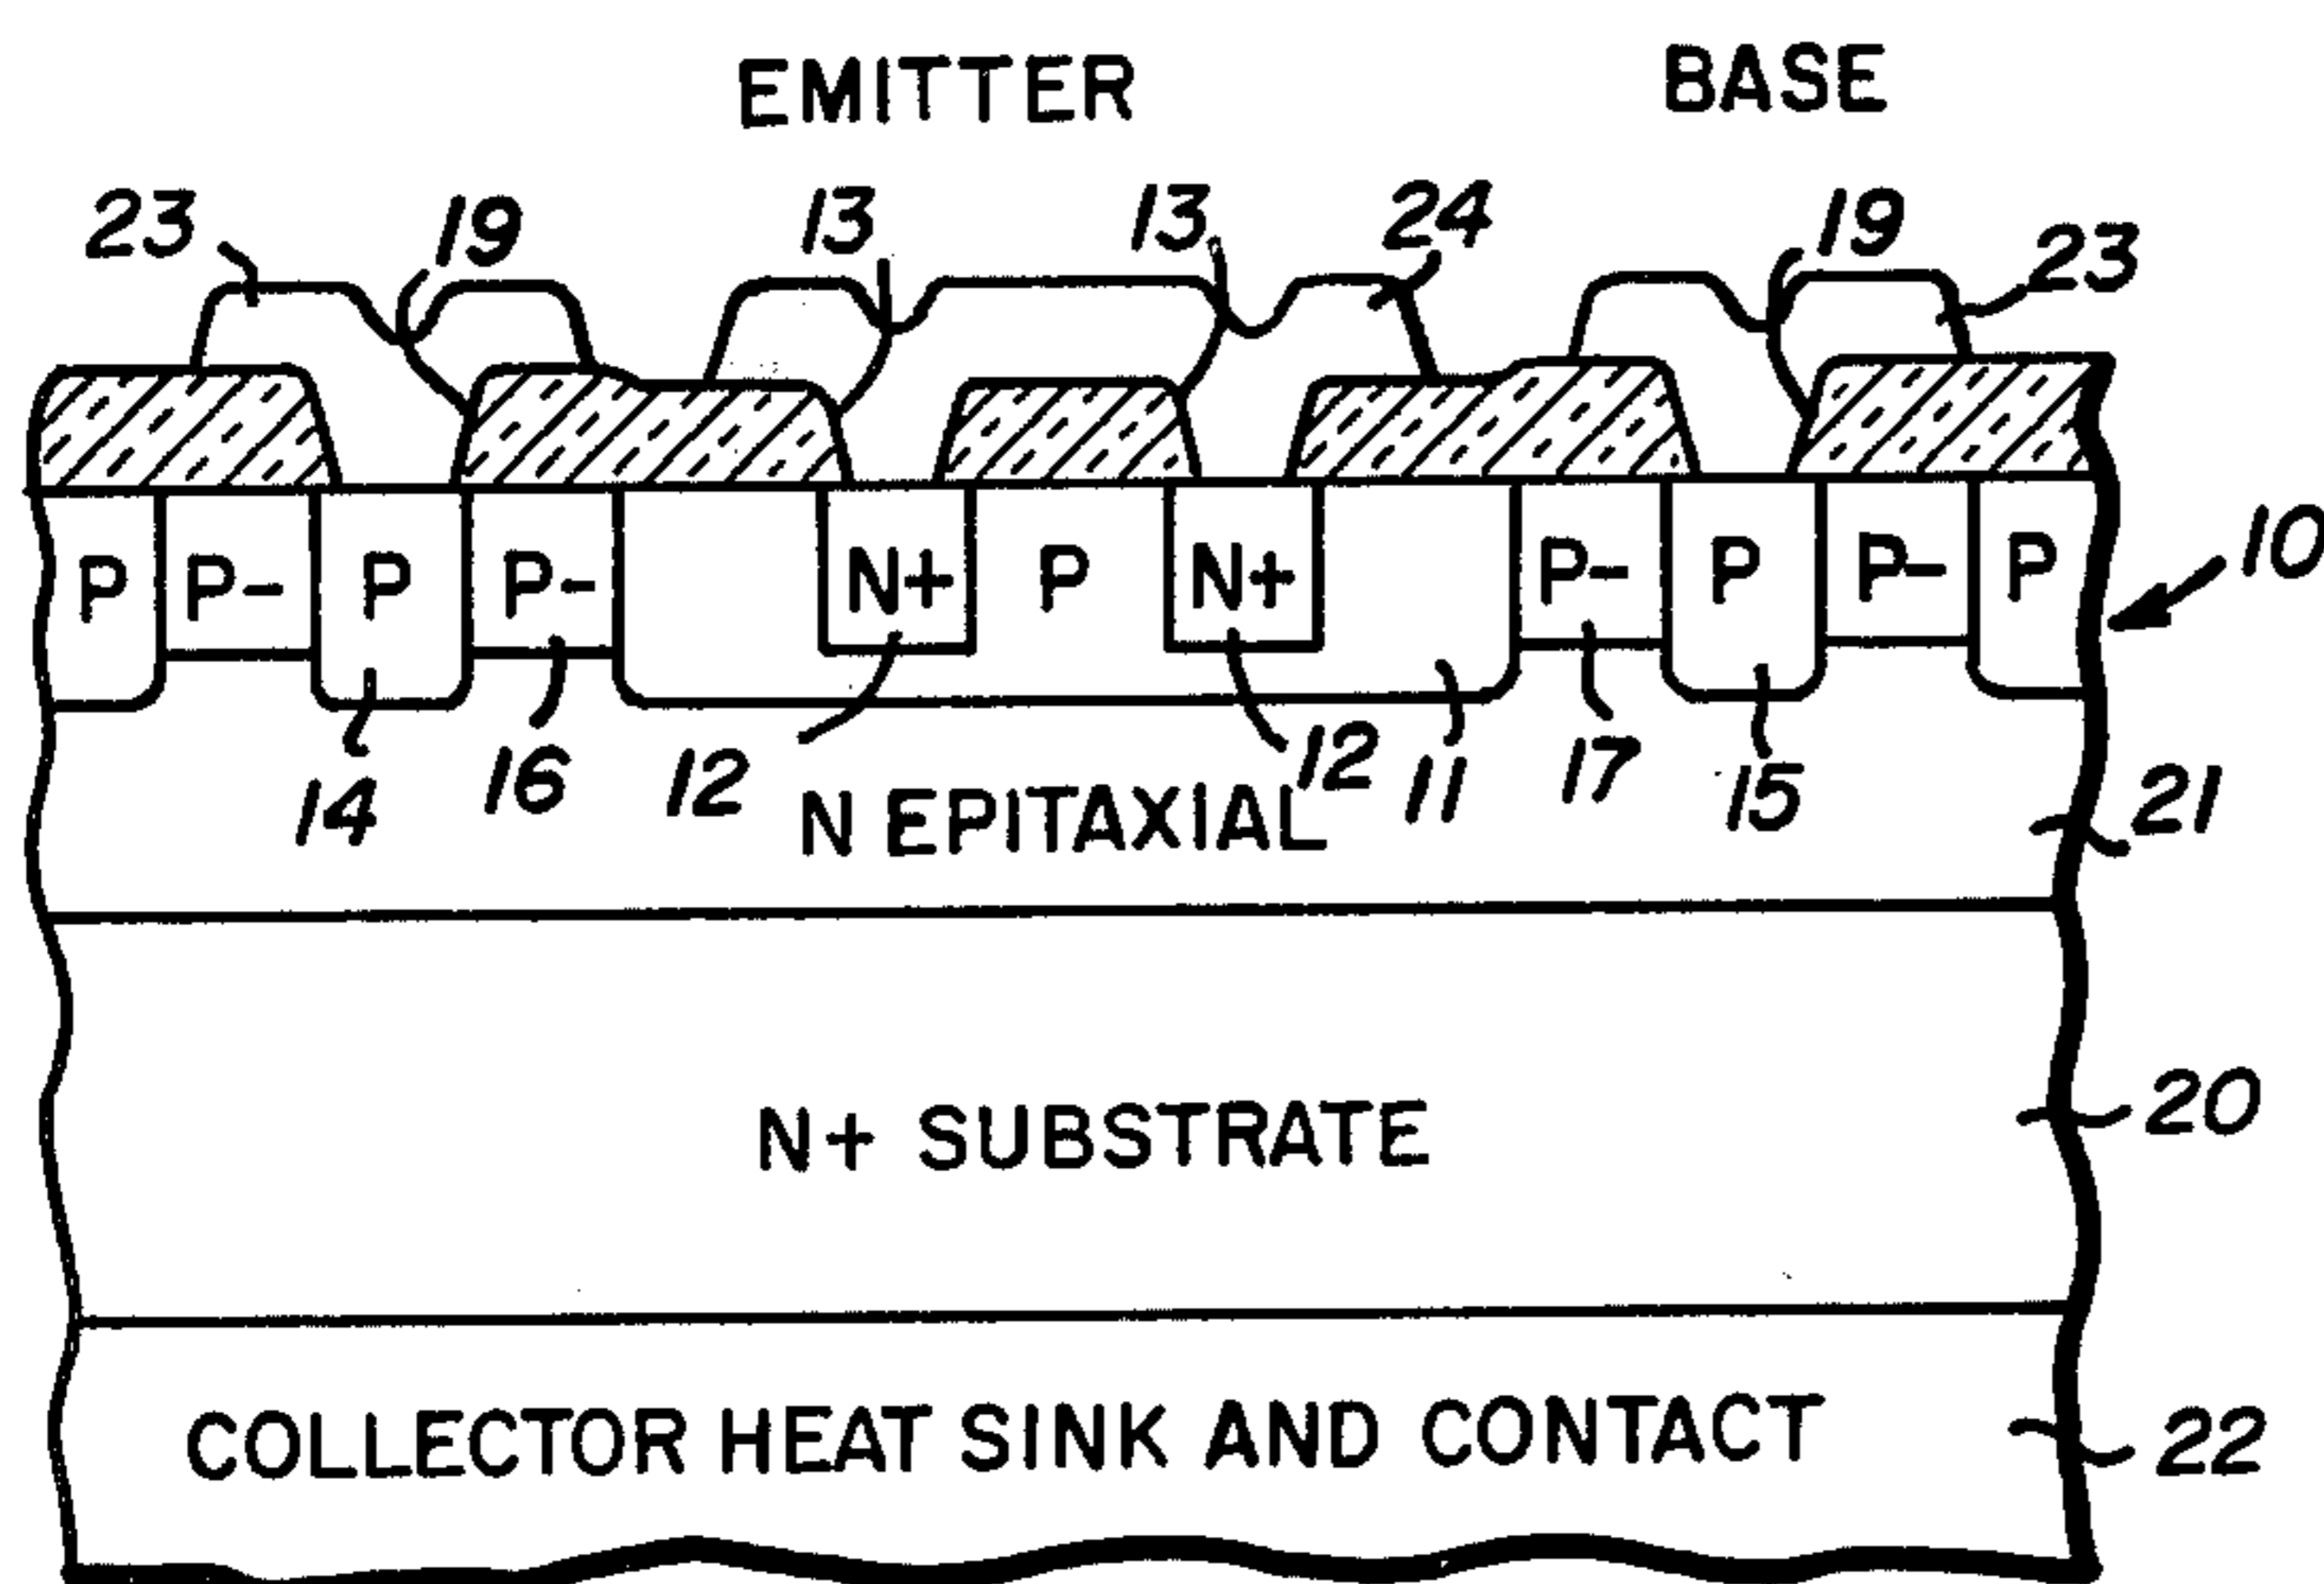 EMITTER BASE
23 19 13 13 24 19 23
P P- P P- N+ P N+ P- P P- P 10
14 16 12 12 11 17 15 21
N EPITAXIAL
N+ SUBSTRATE 20
COLLECTOR HEAT SINK AND CONTACT 22